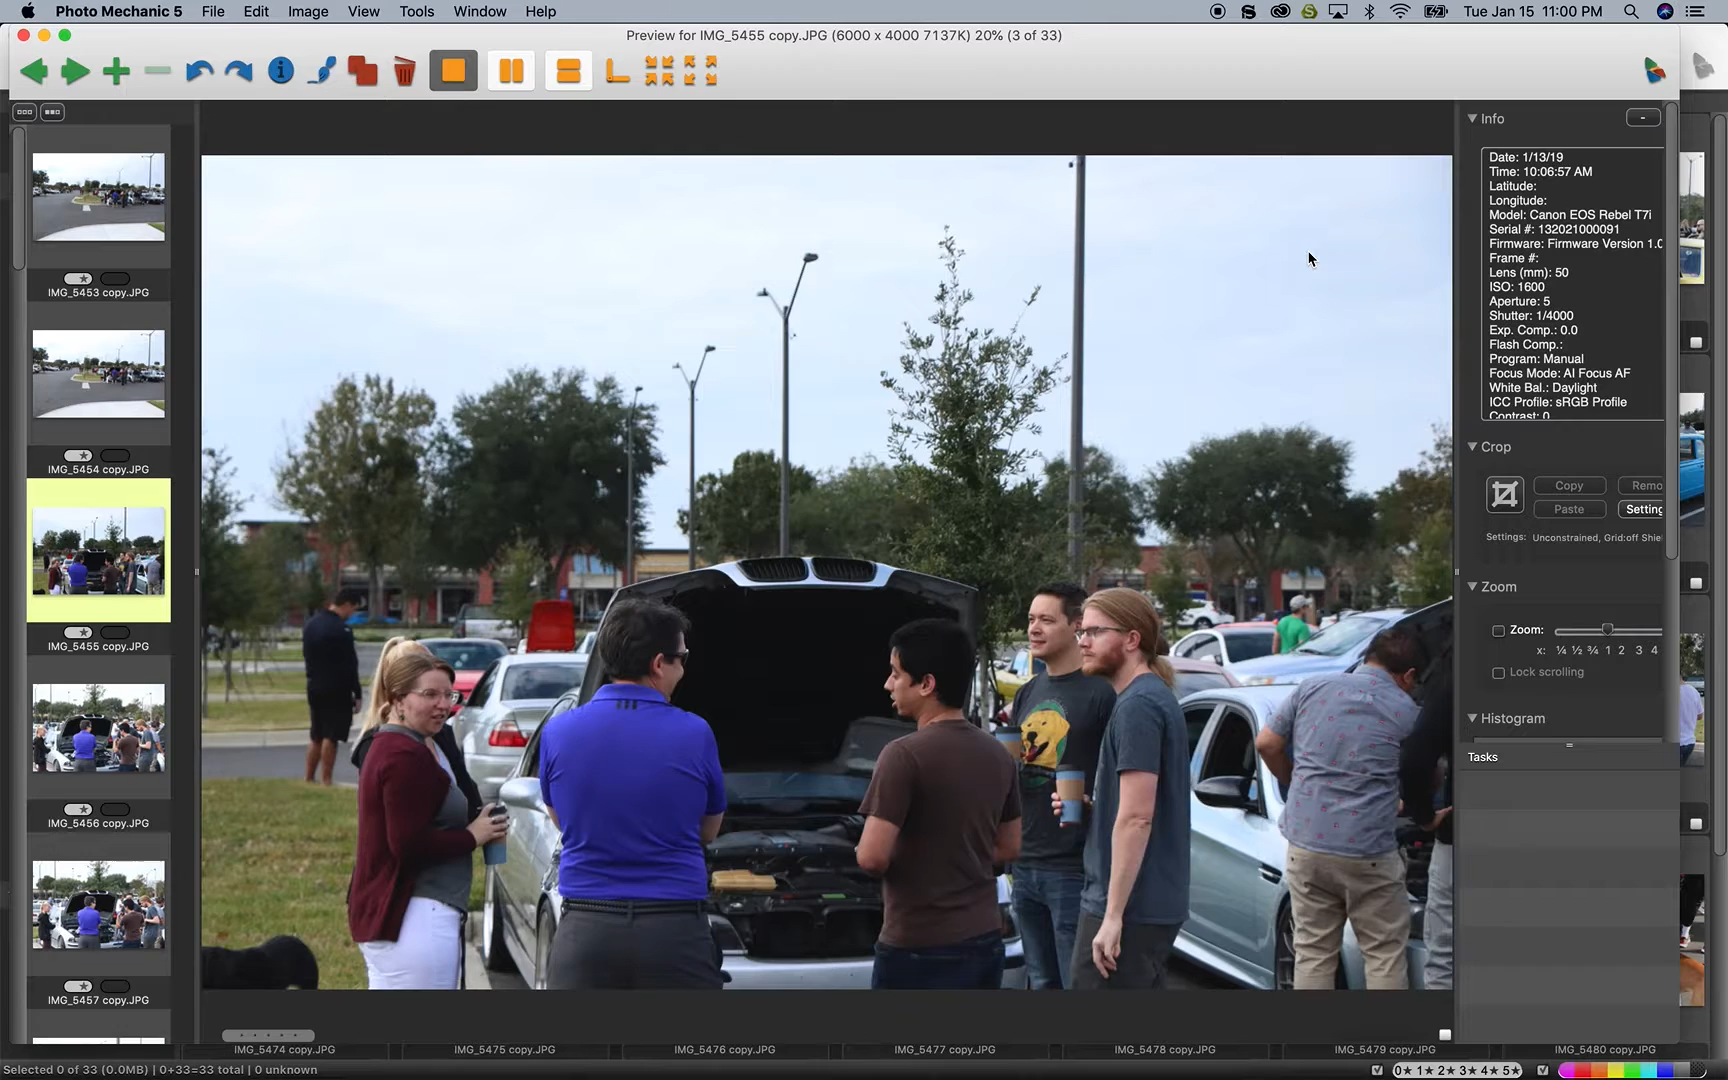 Photo Mechanic 5 File Edit Image View Tools Window Help Tue Jan 15 11:00 PM
Preview for IMG_5455 copy.JPG (6000 x 4000 7137K) 20% (3 of 33)
IMG_5453 copy.JPG
IMG_5454 copy.JPG
IMG_5455 copy.JPG
IMG_5456 copy.JPG
IMG_5457 copy.JPG
Info
-
Date: 1/13/19
Time: 10:06:57 AM
Latitude:
Longitude:
Model: Canon EOS Rebel T7i
Serial #: 132021000091
Firmware: Firmware Version 1.0
Frame #:
Lens (mm): 50
ISO: 1600
Aperture: 5
Shutter: 1/4000
Exp. Comp.: 0.0
Flash Comp.:
Program: Manual
Focus Mode: AI Focus AF
White Bal.: Daylight
ICC Profile: sRGB Profile
Contrast: 0
Crop
Copy Remo
Paste Setting
Settings: Unconstrained, Grid:off Shie
Zoom
Zoom:
x: ¼ ½ ¾ 1 2 3 4
Lock scrolling
Histogram
Tasks
IMG_5474 copy.JPG IMG_5475 copy.JPG IMG_5476 copy.JPG IMG_5477 copy.JPG IMG_5478 copy.JPG IMG_5479 copy.JPG IMG_5480 copy.JPG
Selected 0 of 33 (0.0MB) | 0+33=33 total | 0 unknown 0★ 1★ 2★ 3★ 4★ 5★